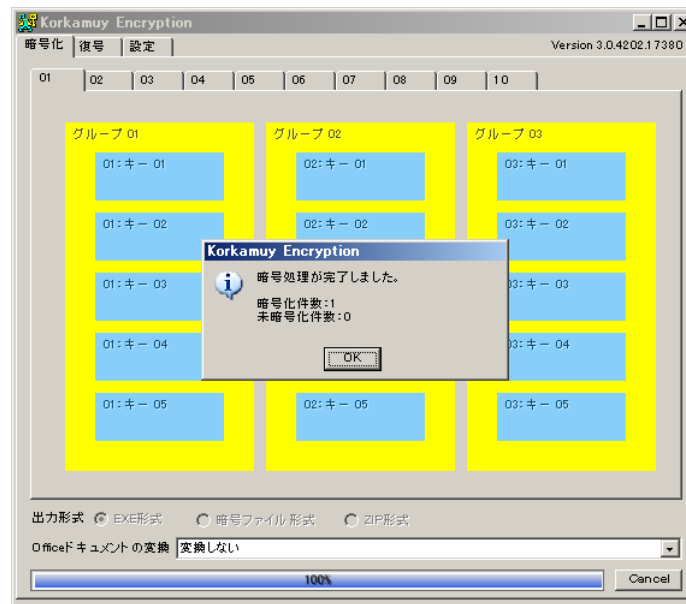 Korkamuy Encryption
暗号化 復号 設定 Version 3.0.4202.17380
01 02 03 04 05 06 07 08 09 10
グループ 01 グループ 02 グループ 03
01:キー 01 02:キー 01 03:キー 01
01:キー 02 02:キー 02 03:キー 02
Korkamuy Encryption
01:キー 03 暗号処理が完了しました。 03:キー 03
暗号化件数:1
未暗号化件数:0
01:キー 04 OK 03:キー 04
01:キー 05 02:キー 05 03:キー 05
出力形式 EXE形式 暗号ファイル形式 ZIP形式
Officeドキュメントの変換 変換しない
100% Cancel